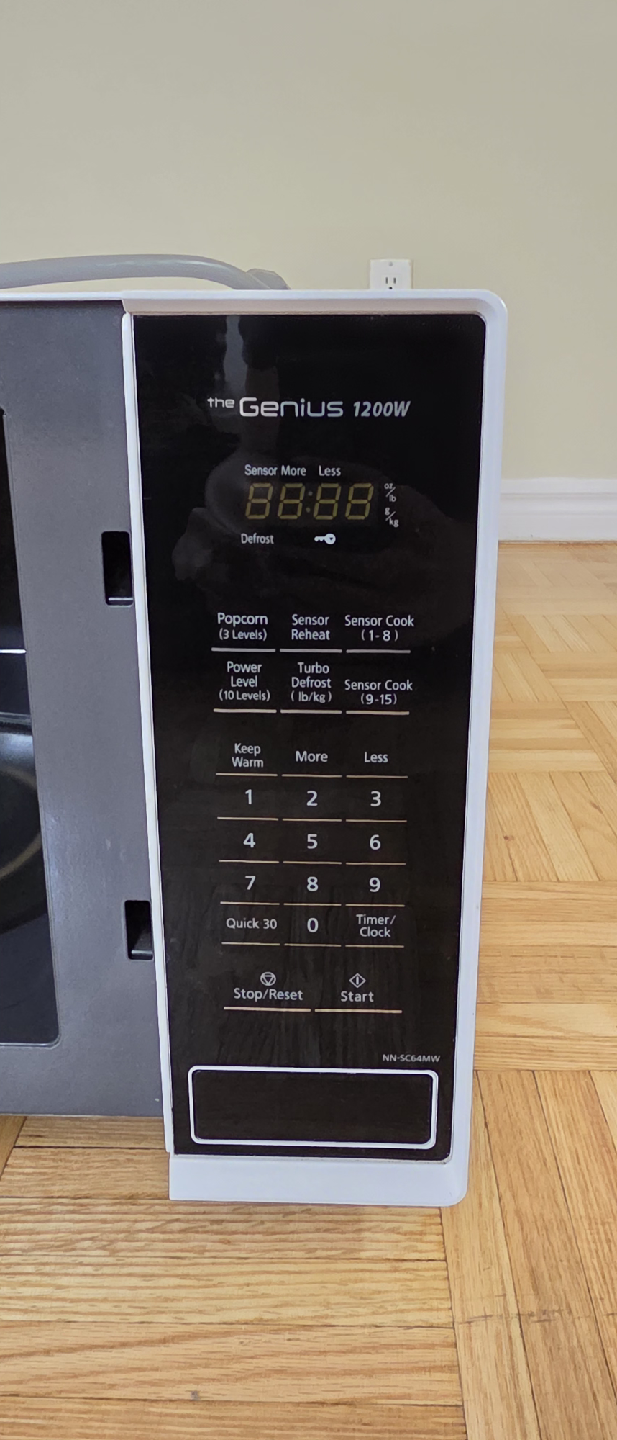 the Genius 1200W
Sensor More Less
88:88
oz/lb
g/kg
Defrost
Popcorn (3 Levels)
Sensor Reheat
Sensor Cook (1-8)
Power Level (10 Levels)
Turbo Defrost (lb/kg)
Sensor Cook (9-15)
Keep Warm
More
Less
1 2 3
4 5 6
7 8 9
Quick 30
0
Timer/Clock
Stop/Reset
Start
NN-SC64MW